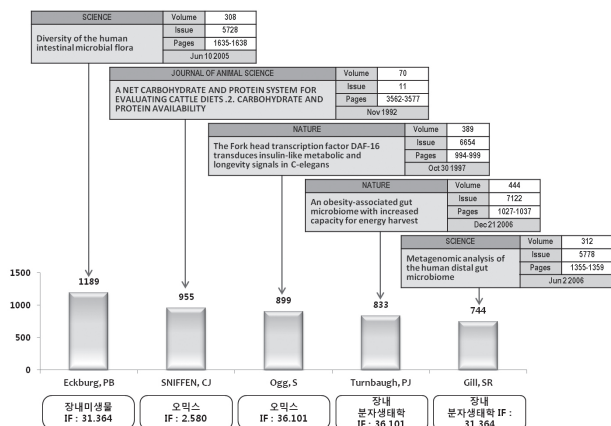 SCIENCE Volume 308
Diversity of the human
intestinal microbial flora
Issue 5728
Pages 1635-1638
Jun 10 2005
JOURNAL OF ANIMAL SCIENCE Volume 70
A NET CARBOHYDRATE AND PROTEIN SYSTEM FOR
EVALUATING CATTLE DIETS .2. CARBOHYDRATE AND
PROTEIN AVAILABILITY
Issue 11
Pages 3562-3577
Nov 1992
NATURE Volume 389
The Fork head transcription factor DAF-16
transduces insulin-like metabolic and
longevity signals in C-elegans
Issue 6654
Pages 994-999
Oct 30 1997
NATURE Volume 444
An obesity-associated gut
microbiome with increased
capacity for energy harvest
Issue 7122
Pages 1027-1037
Dec 21 2006
SCIENCE Volume 312
Metagenomic analysis of
the human distal gut
microbiome
Issue 5778
Pages 1355-1359
Jun 2 2006
1500
1000
500
0
1189 955 899 833 744
Eckburg, PB SNIFFEN, CJ Ogg, S Turnbaugh, PJ Gill, SR
장내미생물
IF : 31.364
오믹스
IF : 2.580
오믹스
IF : 36.101
장내
분자생태학
IF : 36.101
장내
분자생태학 IF :
31.364